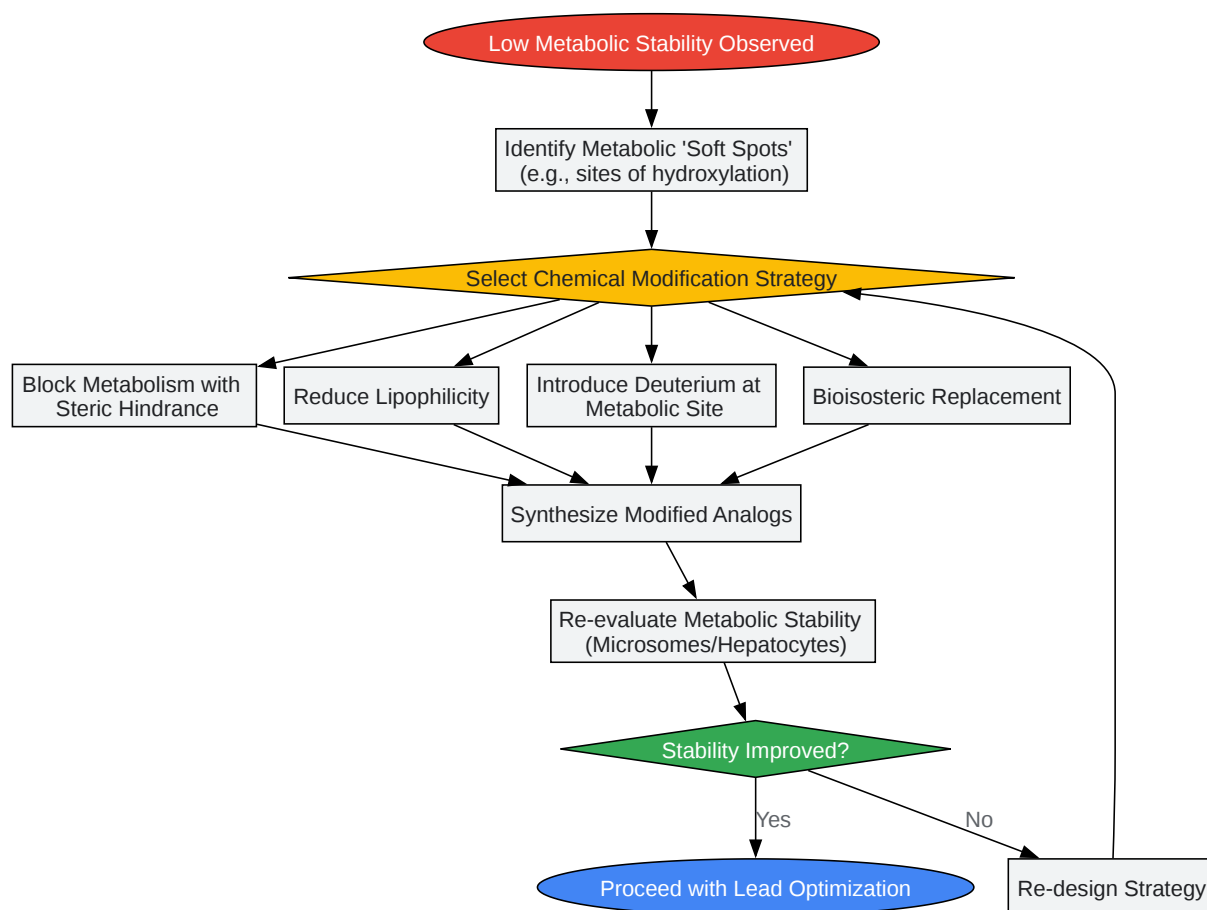 Low Metabolic Stability Observed
Identify Metabolic 'Soft Spots'
(e.g., sites of hydroxylation)
Select Chemical Modification Strategy
Block Metabolism with
Steric Hindrance
Reduce Lipophilicity
Introduce Deuterium at
Metabolic Site
Bioisosteric Replacement
Synthesize Modified Analogs
Re-evaluate Metabolic Stability
(Microsomes/Hepatocytes)
Stability Improved?
Yes
No
Proceed with Lead Optimization
Re-design Strategy